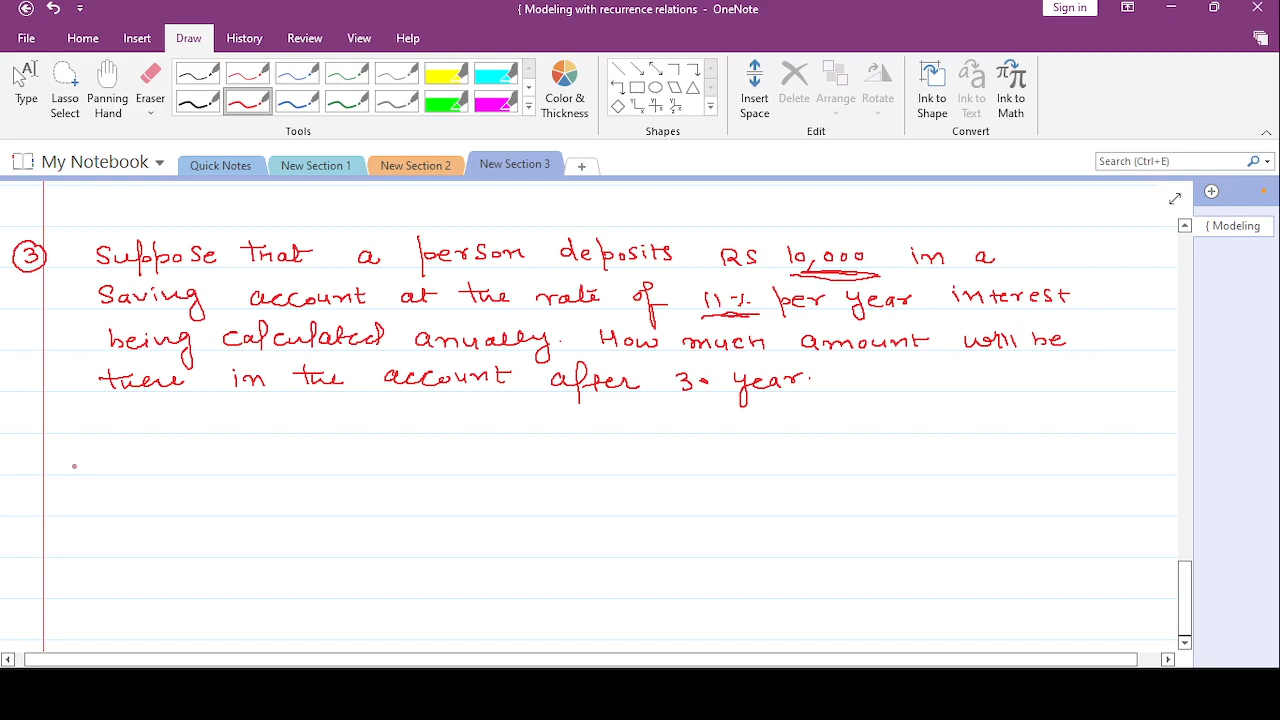 { Modeling with recurrence relations - OneNote
Sign in
File Home Insert Draw History Review View Help
Type Lasso Select Panning Hand Eraser Color & Thickness Insert Space Delete Arrange Rotate Ink to Shape Ink to Text Ink to Math
Tools Shapes Edit Convert
My Notebook Quick Notes New Section 1 New Section 2 New Section 3 Search (Ctrl+E)
{ Modeling
3 Suppose that a person deposits RS 10,000 in a
Saving account at the rate of 11% per year interest
being calculated anually. How much amount will be
there in the account after 30 year.